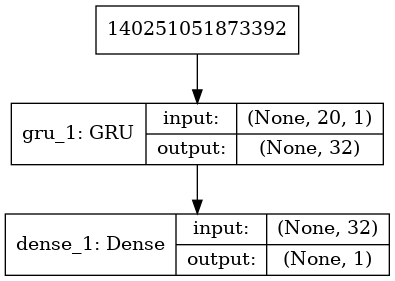 140251051873392
gru_1: GRU
input:
(None, 20, 1)
output:
(None, 32)
dense_1: Dense
input:
(None, 32)
output:
(None, 1)